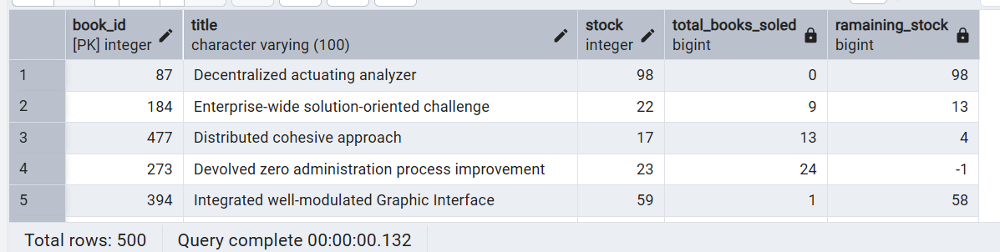 book_id title stock total_books_soled ramaining_stock
[PK] integer character varying (100) integer bigint bigint
1 87 Decentralized actuating analyzer 98 0 98
2 184 Enterprise-wide solution-oriented challenge 22 9 13
3 477 Distributed cohesive approach 17 13 4
4 273 Devolved zero administration process improvement 23 24 -1
5 394 Integrated well-modulated Graphic Interface 59 1 58
Total rows: 500 Query complete 00:00:00.132